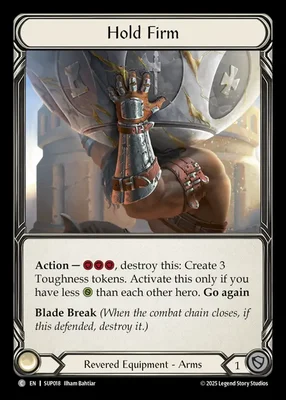 Hold Firm
Action — , destroy this: Create 3
Toughness tokens. Activate this only if you
have less than each other hero. Go again
Blade Break (When the combat chain closes, if
this defended, destroy it.)
Revered Equipment - Arms
1
C EN | SUP018 Ilham Bahtiar
©2025 Legend Story Studios